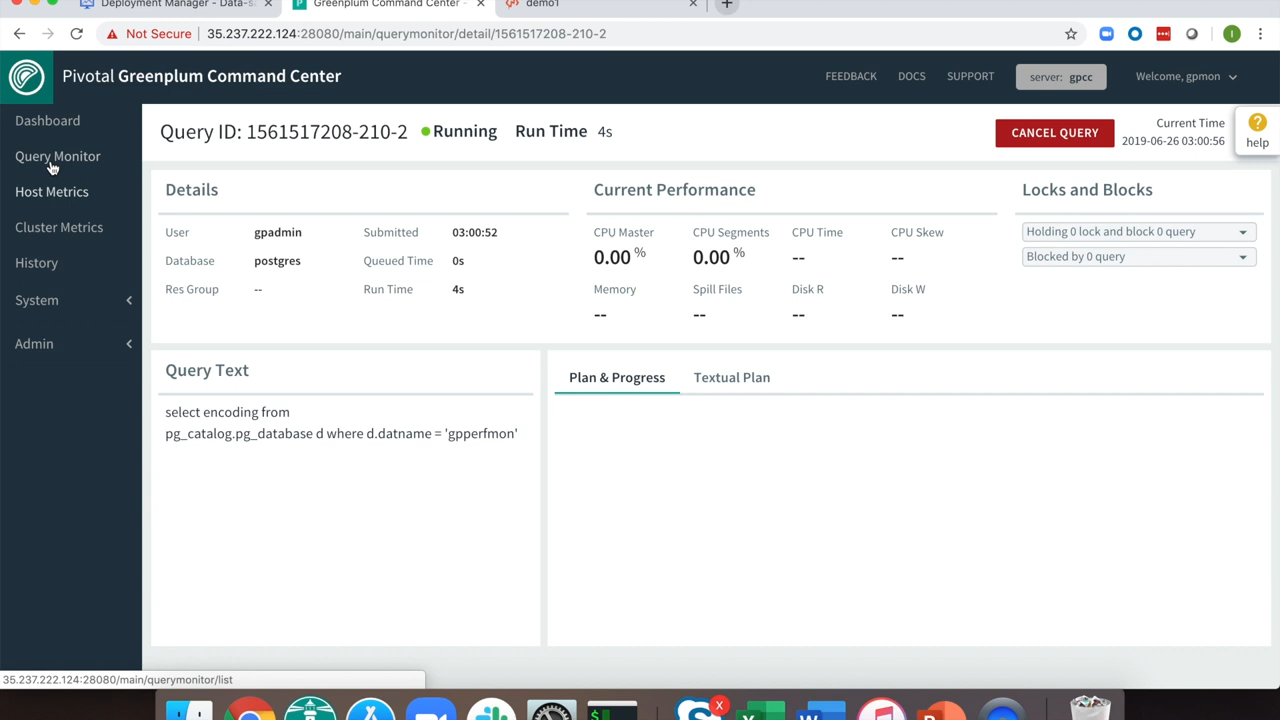 Deployment Manager - Data-s
Greenplum Command Center -
demo1
Not Secure
35.237.222.124:28080/main/querymonitor/detail/1561517208-210-2
I
Pivotal Greenplum Command Center
FEEDBACK
DOCS
SUPPORT
server: gpcc
Welcome, gpmon
Dashboard
Query Monitor
Host Metrics
Cluster Metrics
History
System
Admin
Query ID: 1561517208-210-2
Running
Run Time 4s
CANCEL QUERY
Current Time
2019-06-26 03:00:56
?
help
Details
User gpadmin Submitted 03:00:52
Database postgres Queued Time 0s
Res Group -- Run Time 4s
Current Performance
CPU Master CPU Segments CPU Time CPU Skew
0.00 % 0.00 % -- --
Memory Spill Files Disk R Disk W
-- -- -- --
Locks and Blocks
Holding 0 lock and block 0 query
Blocked by 0 query
Query Text
select encoding from
pg_catalog.pg_database d where d.datname = 'gpperfmon'
Plan & Progress
Textual Plan
35.237.222.124:28080/main/querymonitor/list